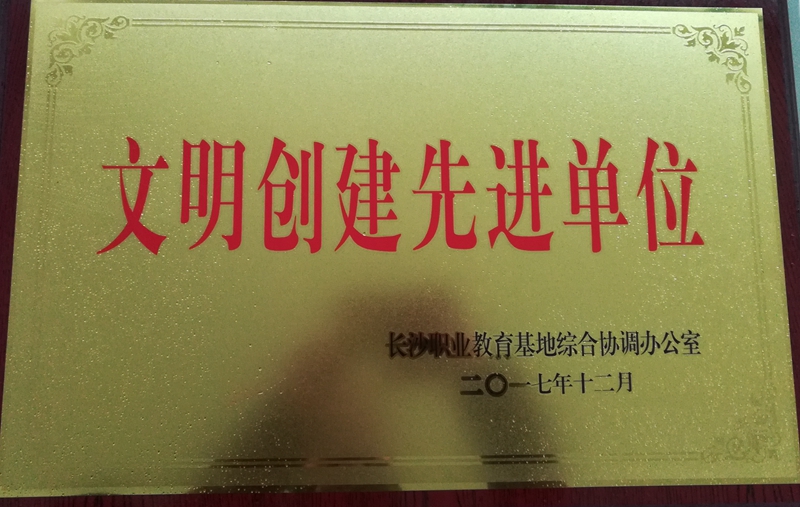 文明创建先进单位
长沙职业教育基地综合协调办公室
二〇一七年十二月